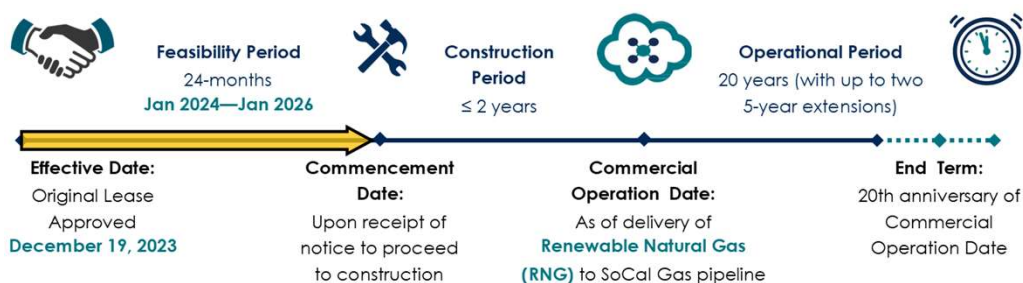 Feasibility Period
24-months
Jan 2024—Jan 2026
Construction
Period
≤ 2 years
Operational Period
20 years (with up to two
5-year extensions)
Effective Date:
Original Lease
Approved
December 19, 2023
Commencement
Date:
Upon receipt of
notice to proceed
to construction
Commercial
Operation Date:
As of delivery of
Renewable Natural Gas
(RNG) to SoCal Gas pipeline
End Term:
20th anniversary of
Commercial
Operation Date